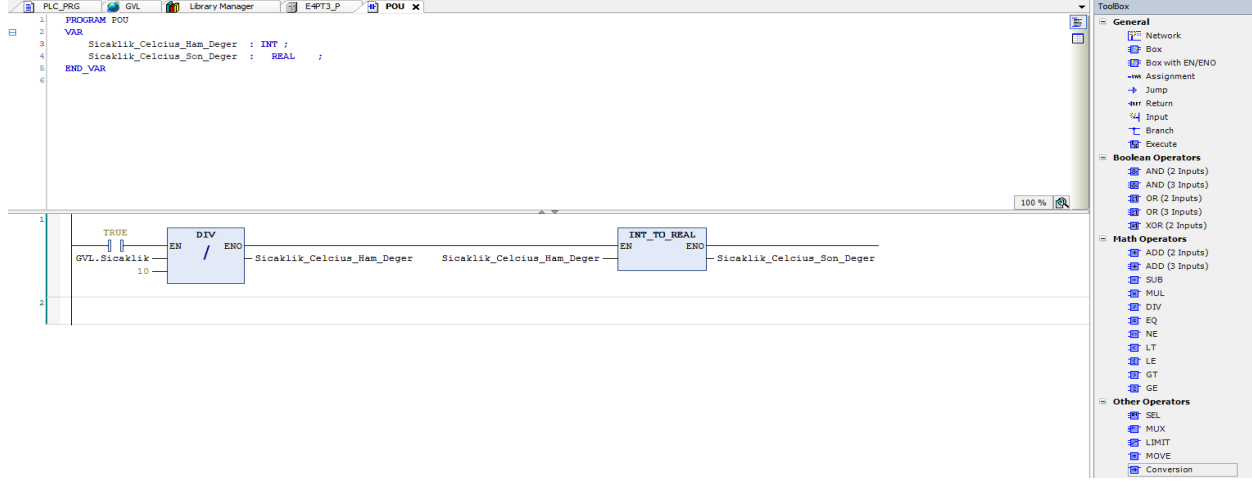 PLC_PRG GVL Library Manager E4PT3_P POU
1 PROGRAM POU
2 VAR
3 Sicaklik_Celcius_Ham_Deger : INT ;
4 Sicaklik_Celcius_Son_Deger : REAL ;
5 END_VAR
6
100 %
1
TRUE DIV INT_TO_REAL
EN / ENO EN ENO
GVL.Sicaklik Sicaklik_Celcius_Ham_Deger Sicaklik_Celcius_Ham_Deger Sicaklik_Celcius_Son_Deger
10
2
ToolBox
General
Network
Box
Box with EN/ENO
Assignment
Jump
Return
Input
Branch
Execute
Boolean Operators
AND (2 Inputs)
AND (3 Inputs)
OR (2 Inputs)
OR (3 Inputs)
XOR (2 Inputs)
Math Operators
ADD (2 Inputs)
ADD (3 Inputs)
SUB
MUL
DIV
EQ
NE
LT
LE
GT
GE
Other Operators
SEL
MUX
LIMIT
MOVE
Conversion